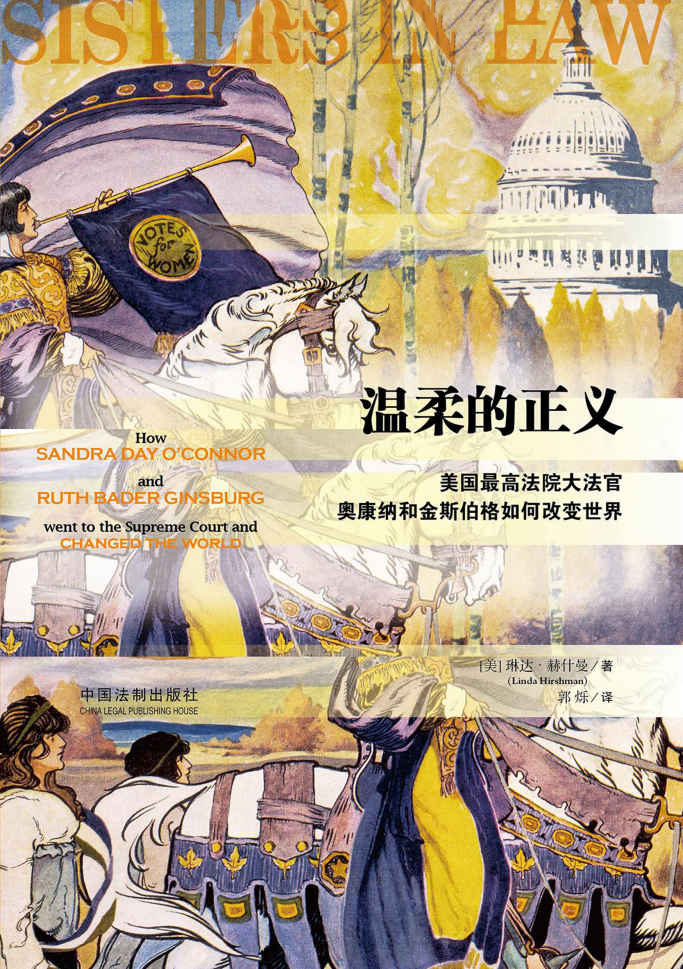 SISTERS IN LAW
VOTES
for
WOMEN
温柔的正义
How
SANDRA DAY O'CONNOR
and
RUTH BADER GINSBURG
went to the Supreme Court and
CHANGED THE WORLD
美国最高法院大法官
奥康纳和金斯伯格如何改变世界
[美] 琳达·赫什曼／著
(Linda Hirshman)
郭 烁／译
中国法制出版社
CHINA LEGAL PUBLISHING HOUSE